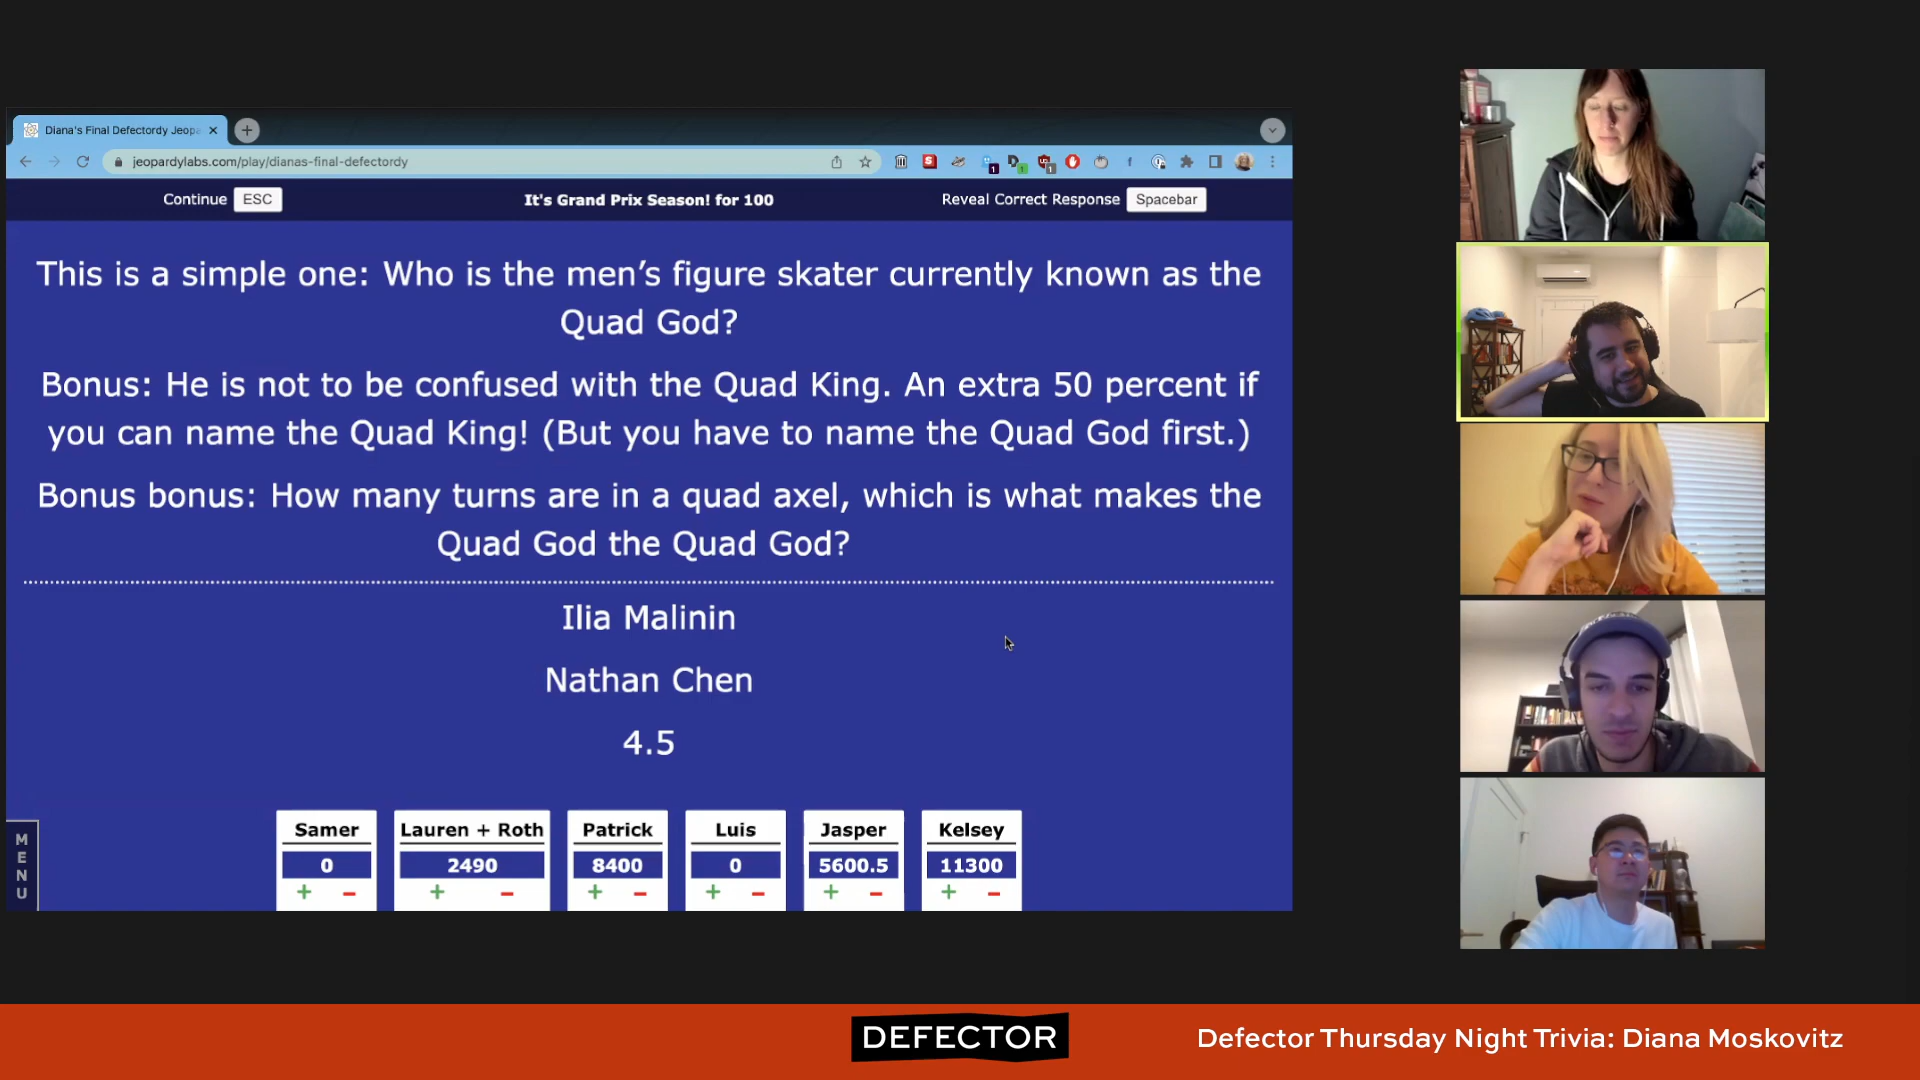 Diana's Final Defectordy Jeop
jeopardylabs.com/play/dianas-final-defectordy
Continue ESC
It's Grand Prix Season! for 100
Reveal Correct Response Spacebar
This is a simple one: Who is the men's figure skater currently known as the
Quad God?
Bonus: He is not to be confused with the Quad King. An extra 50 percent if
you can name the Quad King! (But you have to name the Quad God first.)
Bonus bonus: How many turns are in a quad axel, which is what makes the
Quad God the Quad God?
Ilia Malinin
Nathan Chen
4.5
MENU
Samer Lauren + Roth Patrick Luis Jasper Kelsey
0 2490 8400 0 5600.5 11300
+ − + − + − + − + − + −
DEFECTOR
Defector Thursday Night Trivia: Diana Moskovitz